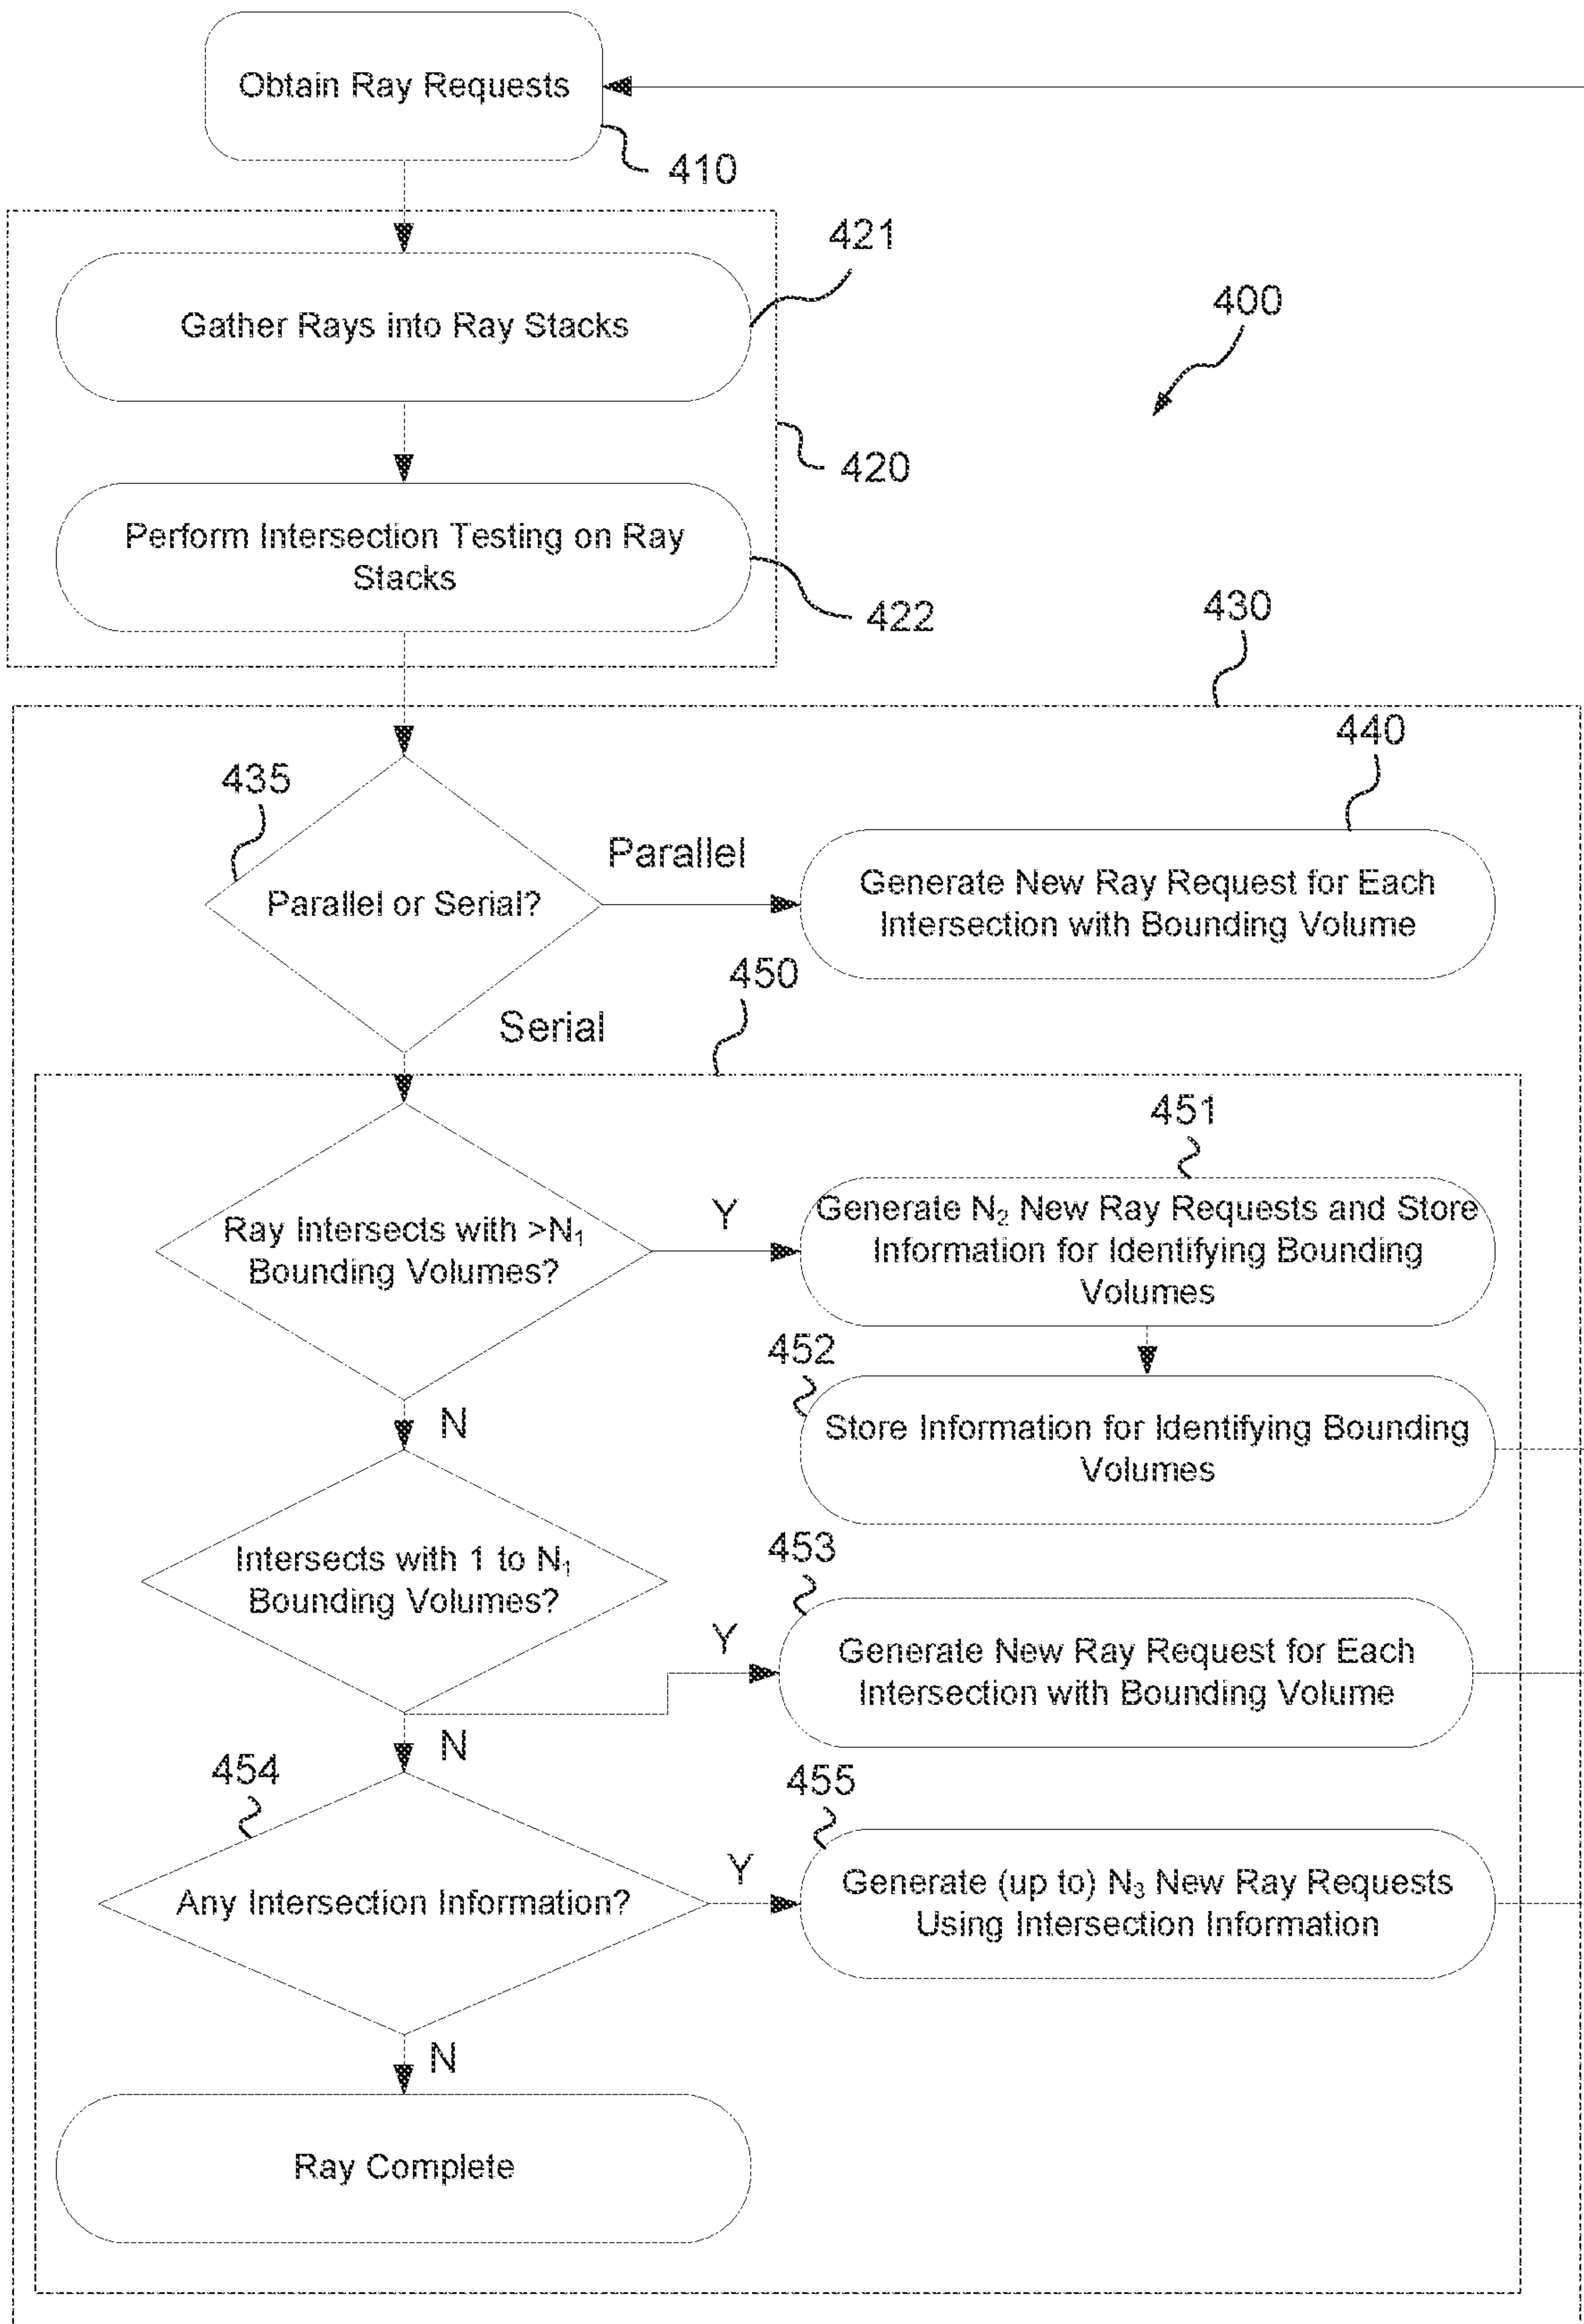 Obtain Ray Requests
410
421
Gather Rays into Ray Stacks
400
420
Perform Intersection Testing on Ray
Stacks
422
430
440
435
Parallel
Parallel or Serial?
Generate New Ray Request for Each
Intersection with Bounding Volume
450
Serial
451
Ray Intersects with >N₁
Bounding Volumes?
Y
Generate N₂ New Ray Requests and Store
Information for Identifying Bounding
Volumes
452
N
Store Information for Identifying Bounding
Volumes
453
Intersects with 1 to N₁
Bounding Volumes?
Y
Generate New Ray Request for Each
Intersection with Bounding Volume
N
454
455
Any Intersection Information?
Y
Generate (up to) N₃ New Ray Requests
Using Intersection Information
N
Ray Complete